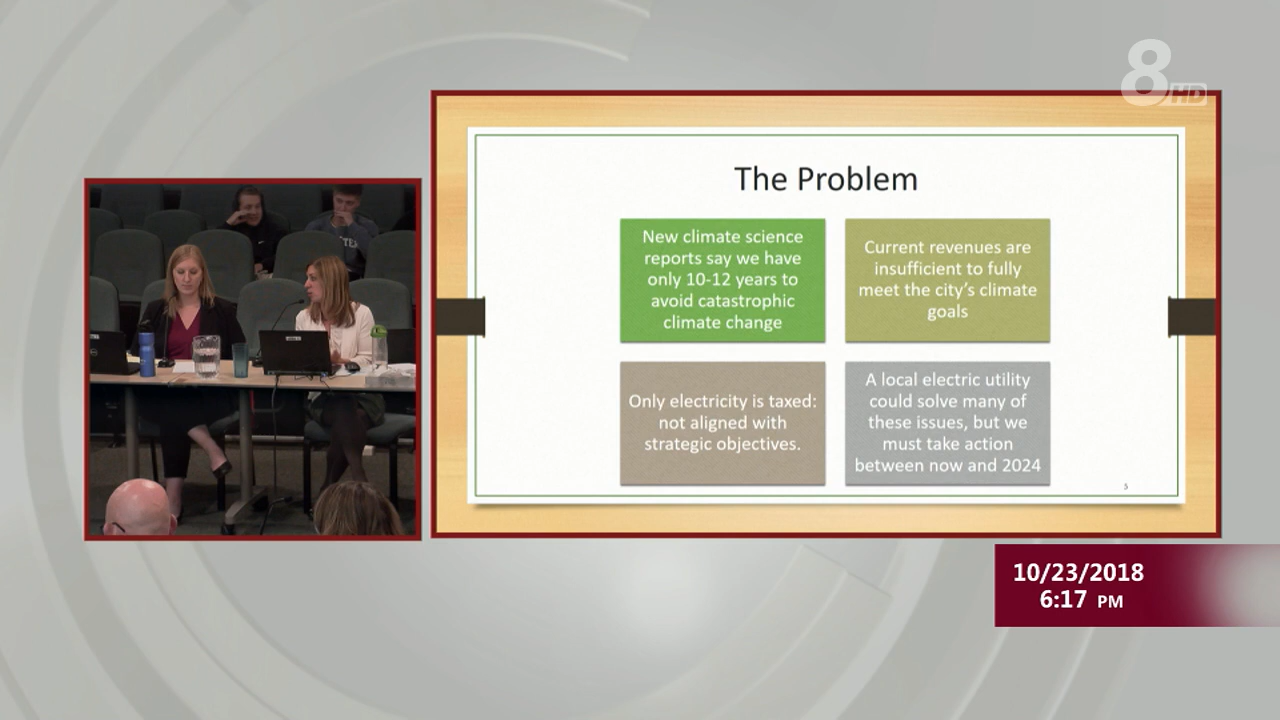 8
HD
The Problem
New climate science
reports say we have
only 10-12 years to
avoid catastrophic
climate change
Current revenues are
insufficient to fully
meet the city's climate
goals
Only electricity is taxed:
not aligned with
strategic objectives.
A local electric utility
could solve many of
these issues, but we
must take action
between now and 2024
5
10/23/2018
6:17 PM